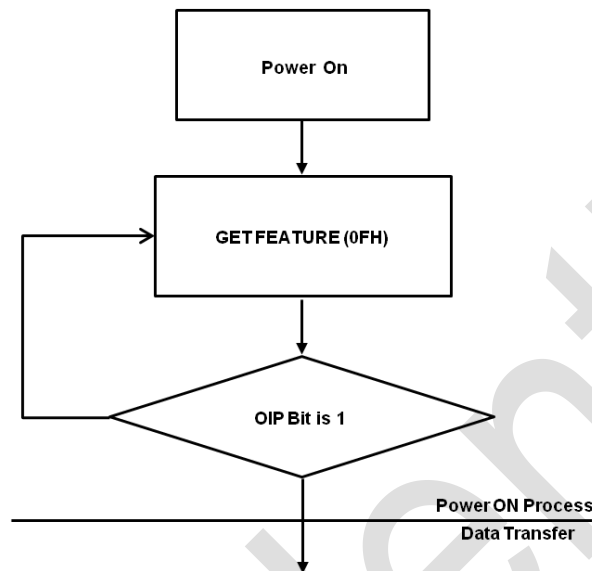 Power On
GET FEATURE (0FH)
OIP Bit is 1
Power ON Process
Data Transfer